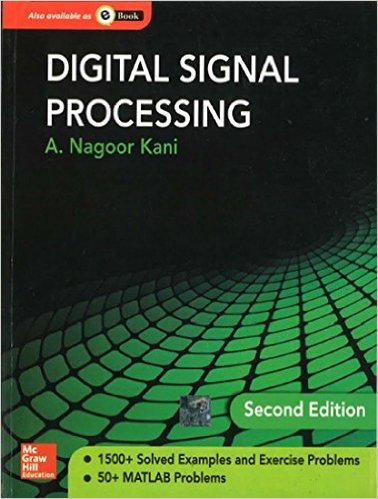 Also available as e Book
DIGITAL SIGNAL
PROCESSING
A. Nagoor Kani
Second Edition
Mc
Graw
Hill
Education
• 1500+ Solved Examples and Exercise Problems
• 50+ MATLAB Problems